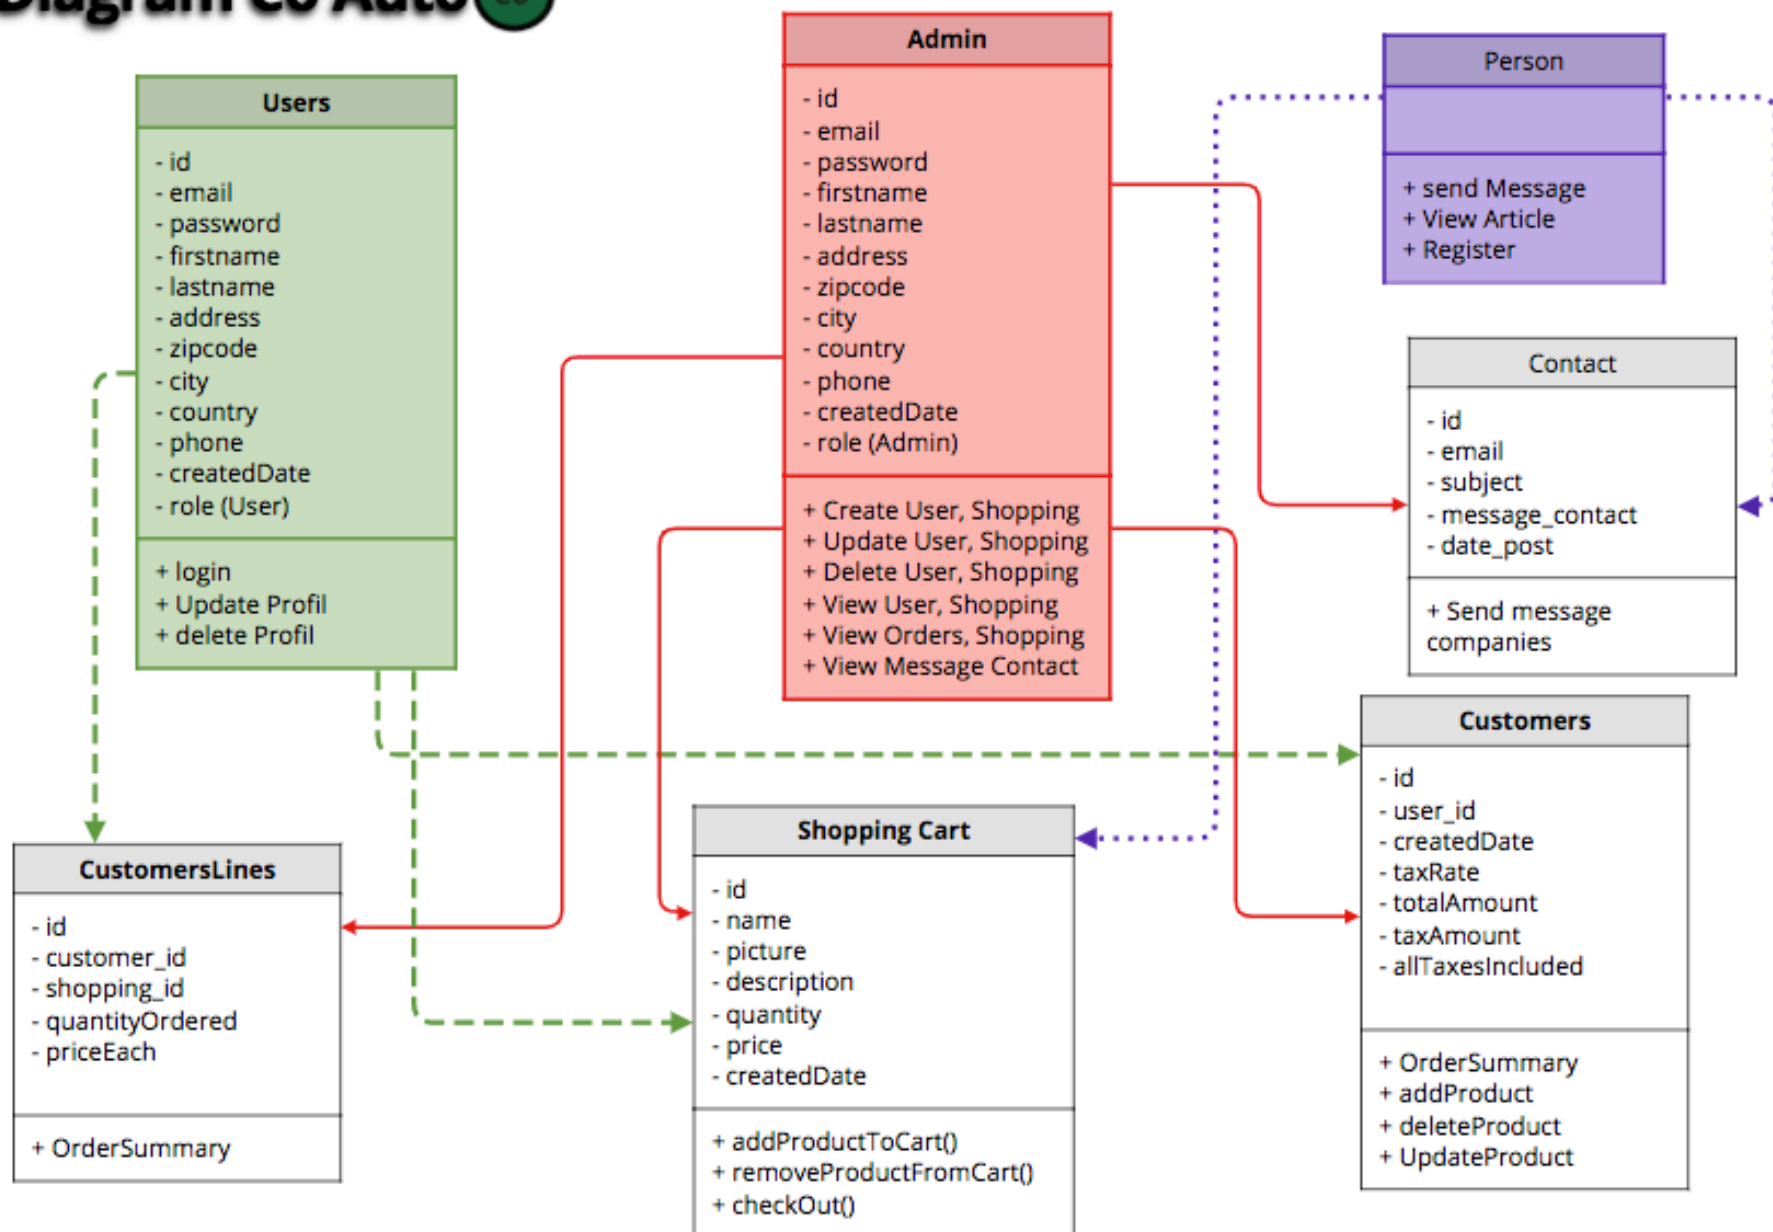 Diagram Co Auto
Users
- id
- email
- password
- firstname
- lastname
- address
- zipcode
- city
- country
- phone
- createdDate
- role (User)
+ login
+ Update Profil
+ delete Profil
Admin
- id
- email
- password
- firstname
- lastname
- address
- zipcode
- city
- country
- phone
- createdDate
- role (Admin)
+ Create User, Shopping
+ Update User, Shopping
+ Delete User, Shopping
+ View User, Shopping
+ View Orders, Shopping
+ View Message Contact
Person
+ send Message
+ View Article
+ Register
Contact
- id
- email
- subject
- message_contact
- date_post
+ Send message
companies
CustomersLines
- id
- customer_id
- shopping_id
- quantityOrdered
- priceEach
+ OrderSummary
Shopping Cart
- id
- name
- picture
- description
- quantity
- price
- createdDate
+ addProductToCart()
+ removeProductFromCart()
+ checkOut()
Customers
- id
- user_id
- createdDate
- taxRate
- totalAmount
- taxAmount
- allTaxesIncluded
+ OrderSummary
+ addProduct
+ deleteProduct
+ UpdateProduct